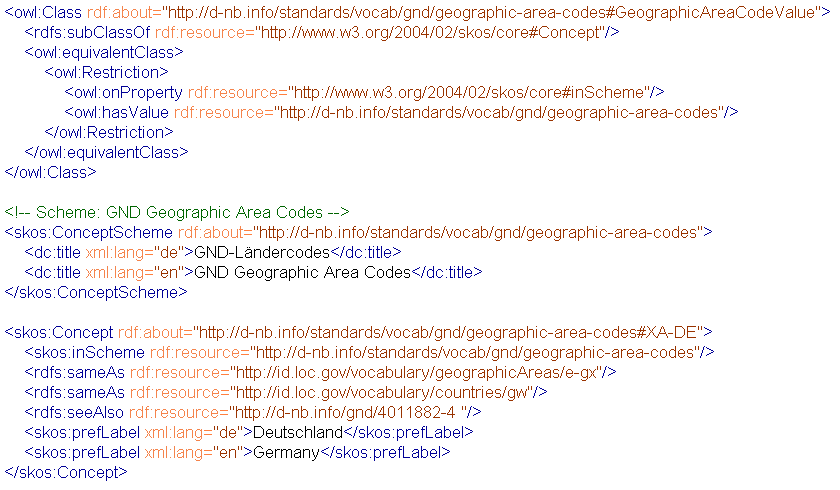 <owl:Class rdf:about="http://d-nb.info/standards/vocab/gnd/geographic-area-codes#GeographicAreaCodeValue">
<rdfs:subClassOf rdf:resource="http://www.w3.org/2004/02/skos/core#Concept"/>
<owl:equivalentClass>
<owl:Restriction>
<owl:onProperty rdf:resource="http://www.w3.org/2004/02/skos/core#inScheme"/>
<owl:hasValue rdf:resource="http://d-nb.info/standards/vocab/gnd/geographic-area-codes"/>
</owl:Restriction>
</owl:equivalentClass>
</owl:Class>
<!-- Scheme: GND Geographic Area Codes -->
<skos:ConceptScheme rdf:about="http://d-nb.info/standards/vocab/gnd/geographic-area-codes">
<dc:title xml:lang="de">GND-Ländercodes</dc:title>
<dc:title xml:lang="en">GND Geographic Area Codes</dc:title>
</skos:ConceptScheme>
<skos:Concept rdf:about="http://d-nb.info/standards/vocab/gnd/geographic-area-codes#XA-DE">
<skos:inScheme rdf:resource="http://d-nb.info/standards/vocab/gnd/geographic-area-codes"/>
<rdfs:sameAs rdf:resource="http://id.loc.gov/vocabulary/geographicAreas/e-gx"/>
<rdfs:sameAs rdf:resource="http://id.loc.gov/vocabulary/countries/gw"/>
<rdfs:seeAlso rdf:resource="http://d-nb.info/gnd/4011882-4 "/>
<skos:prefLabel xml:lang="de">Deutschland</skos:prefLabel>
<skos:prefLabel xml:lang="en">Germany</skos:prefLabel>
</skos:Concept>